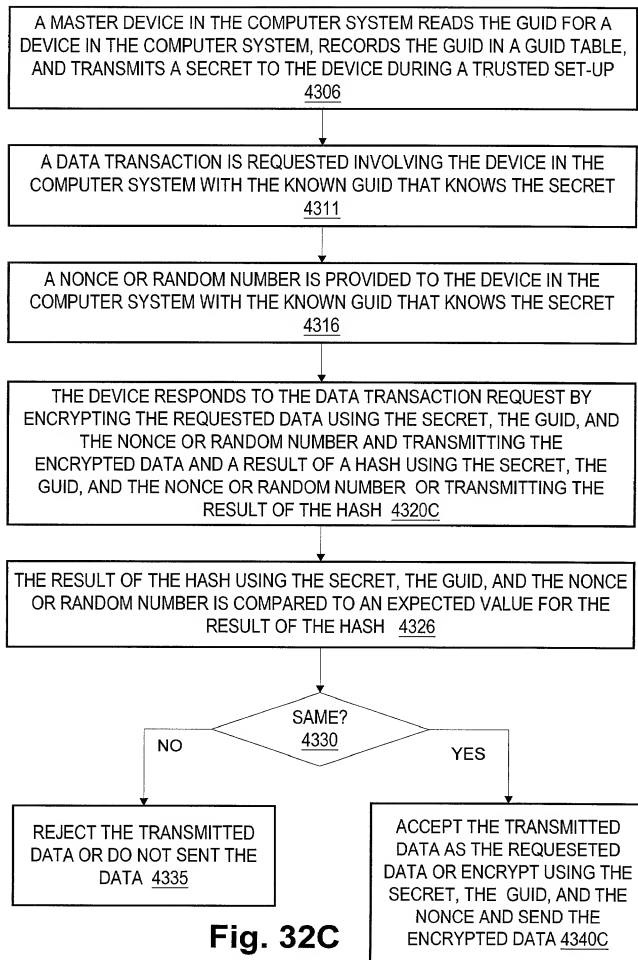 A MASTER DEVICE IN THE COMPUTER SYSTEM READS THE GUID FOR A
DEVICE IN THE COMPUTER SYSTEM, RECORDS THE GUID IN A GUID TABLE,
AND TRANSMITS A SECRET TO THE DEVICE DURING A TRUSTED SET-UP
4306
A DATA TRANSACTION IS REQUESTED INVOLVING THE DEVICE IN THE
COMPUTER SYSTEM WITH THE KNOWN GUID THAT KNOWS THE SECRET
4311
A NONCE OR RANDOM NUMBER IS PROVIDED TO THE DEVICE IN THE
COMPUTER SYSTEM WITH THE KNOWN GUID THAT KNOWS THE SECRET
4316
THE DEVICE RESPONDS TO THE DATA TRANSACTION REQUEST BY
ENCRYPTING THE REQUESTED DATA USING THE SECRET, THE GUID, AND
THE NONCE OR RANDOM NUMBER AND TRANSMITTING THE
ENCRYPTED DATA AND A RESULT OF A HASH USING THE SECRET, THE
GUID, AND THE NONCE OR RANDOM NUMBER OR TRANSMITTING THE
RESULT OF THE HASH 4320C
THE RESULT OF THE HASH USING THE SECRET, THE GUID, AND THE NONCE
OR RANDOM NUMBER IS COMPARED TO AN EXPECTED VALUE FOR THE
RESULT OF THE HASH 4326
SAME?
4330
NO
YES
REJECT THE TRANSMITTED
DATA OR DO NOT SENT THE
DATA 4335
ACCEPT THE TRANSMITTED
DATA AS THE REQUESETED
DATA OR ENCRYPT USING THE
SECRET, THE GUID, AND THE
NONCE AND SEND THE
ENCRYPTED DATA 4340C
Fig. 32C